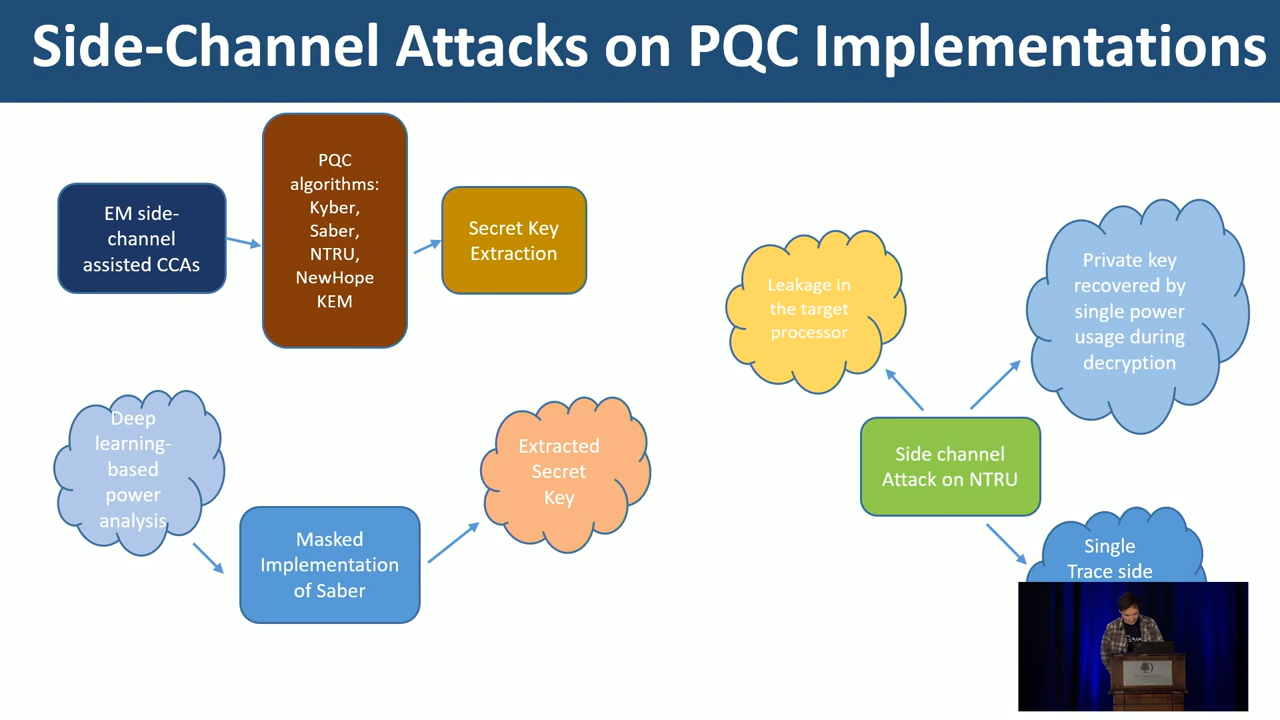 Side-Channel Attacks on PQC Implementations
EM side-
channel
assisted CCAs
PQC
algorithms:
Kyber,
Saber,
NTRU,
NewHope
KEM
Secret Key
Extraction
Leakage in
the target
processor
Private key
recovered by
single power
usage during
decryption
Deep
learning-
based
power
analysis
Masked
Implementation
of Saber
Extracted
Secret
Key
Side channel
Attack on NTRU
Single
Trace side